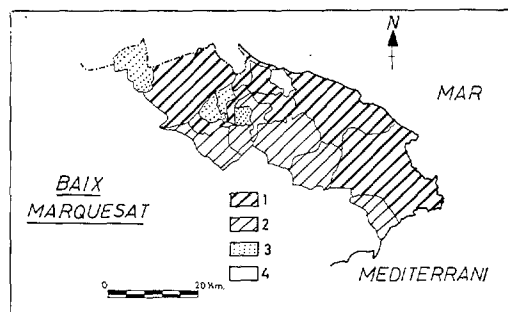 N
MAR
BAIX
MARQUESAT
1
2
3
4
0 20 Km.
MEDITERRANI